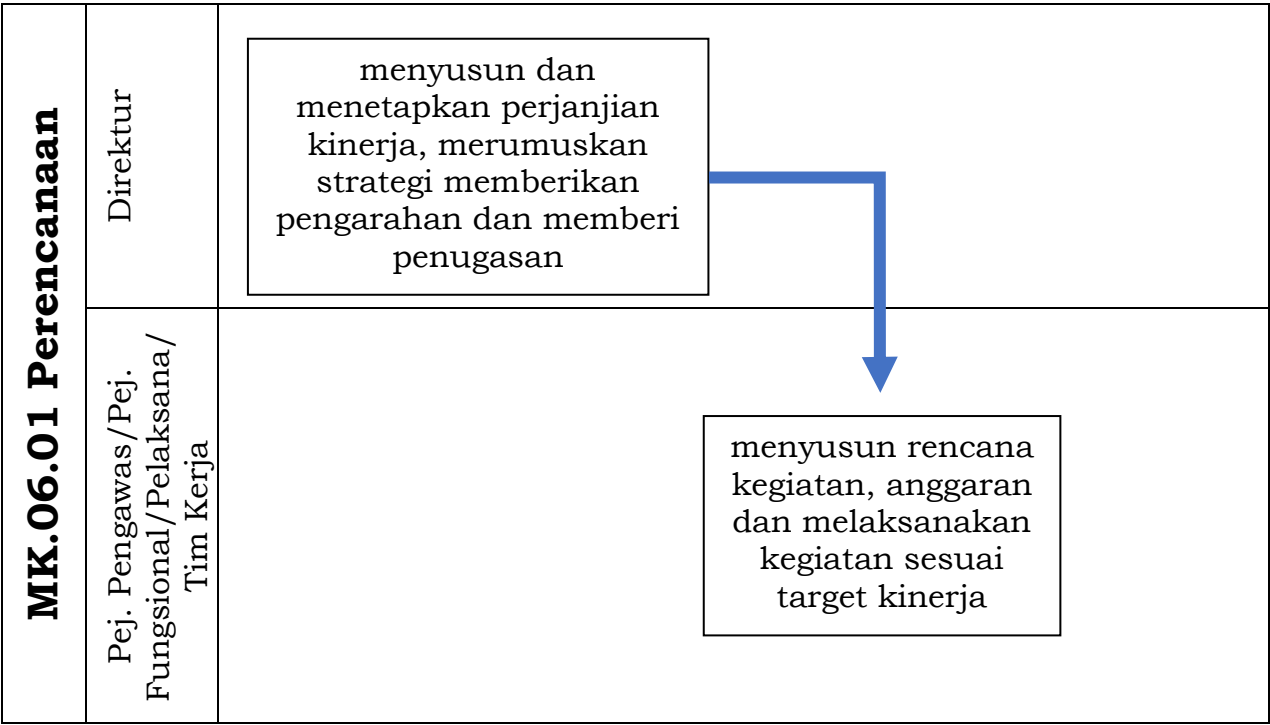 MK.06.01 Perencanaan
Direktur
menyusun dan
menetapkan perjanjian
kinerja, merumuskan
strategi memberikan
pengarahan dan memberi
penugasan
Pej. Pengawas/Pej.
Fungsional/Pelaksana/
Tim Kerja
menyusun rencana
kegiatan, anggaran
dan melaksanakan
kegiatan sesuai
target kinerja